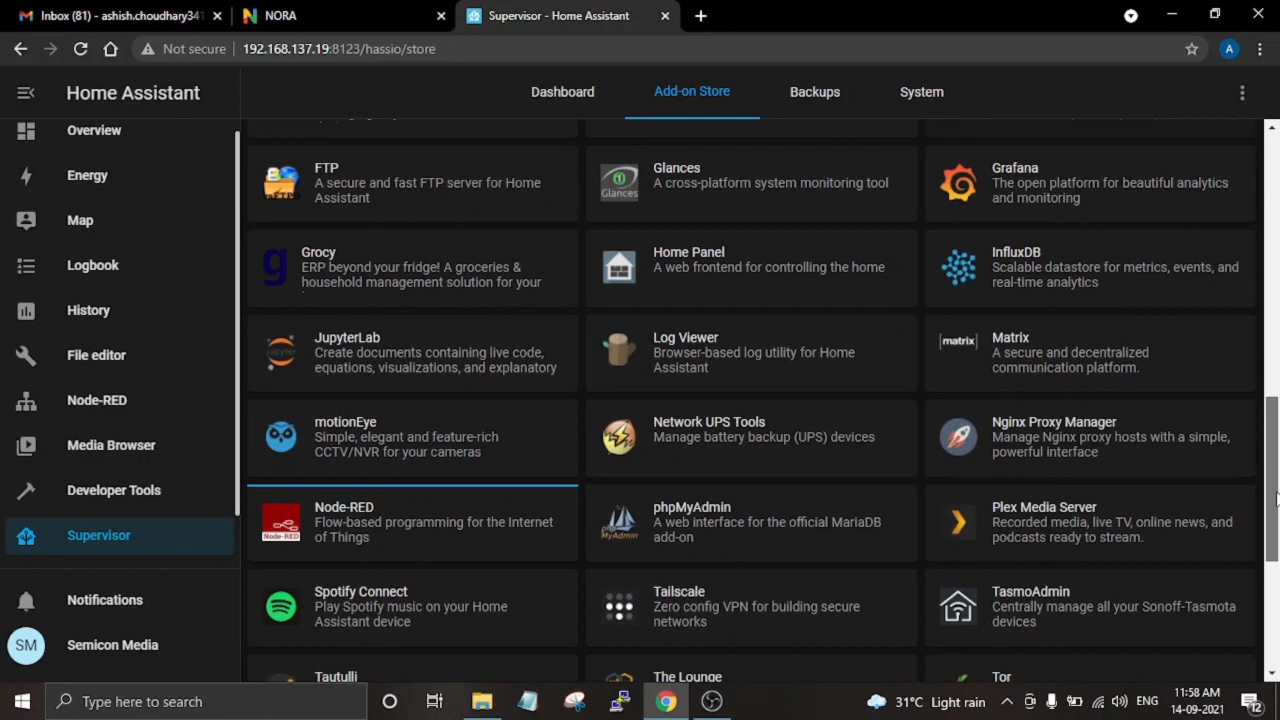 Inbox (81) - ashish.choudhary341
NORA
Supervisor - Home Assistant
Not secure
192.168.137.19:8123/hassio/store
A
Home Assistant
Dashboard
Add-on Store
Backups
System
Overview
Energy
Map
Logbook
History
File editor
Node-RED
Media Browser
Developer Tools
Supervisor
Notifications
SM
Semicon Media
FTP
A secure and fast FTP server for Home
Assistant
Glances
A cross-platform system monitoring tool
Grafana
The open platform for beautiful analytics
and monitoring
Grocy
ERP beyond your fridge! A groceries &
household management solution for your
Home Panel
A web frontend for controlling the home
InfluxDB
Scalable datastore for metrics, events, and
real-time analytics
JupyterLab
Create documents containing live code,
equations, visualizations, and explanatory
Log Viewer
Browser-based log utility for Home
Assistant
[matrix]
Matrix
A secure and decentralized
communication platform.
motionEye
Simple, elegant and feature-rich
CCTV/NVR for your cameras
Network UPS Tools
Manage battery backup (UPS) devices
Nginx Proxy Manager
Manage Nginx proxy hosts with a simple,
powerful interface
Node-RED
Flow-based programming for the Internet
of Things
phpMyAdmin
A web interface for the official MariaDB
add-on
Plex Media Server
Recorded media, live TV, online news, and
podcasts ready to stream.
Spotify Connect
Play Spotify music on your Home
Assistant device
Tailscale
Zero config VPN for building secure
networks
TasmoAdmin
Centrally manage all your Sonoff-Tasmota
devices
Tautulli
The Lounge
Tor
Type here to search
31°C Light rain
ENG
11:58 AM
14-09-2021
12